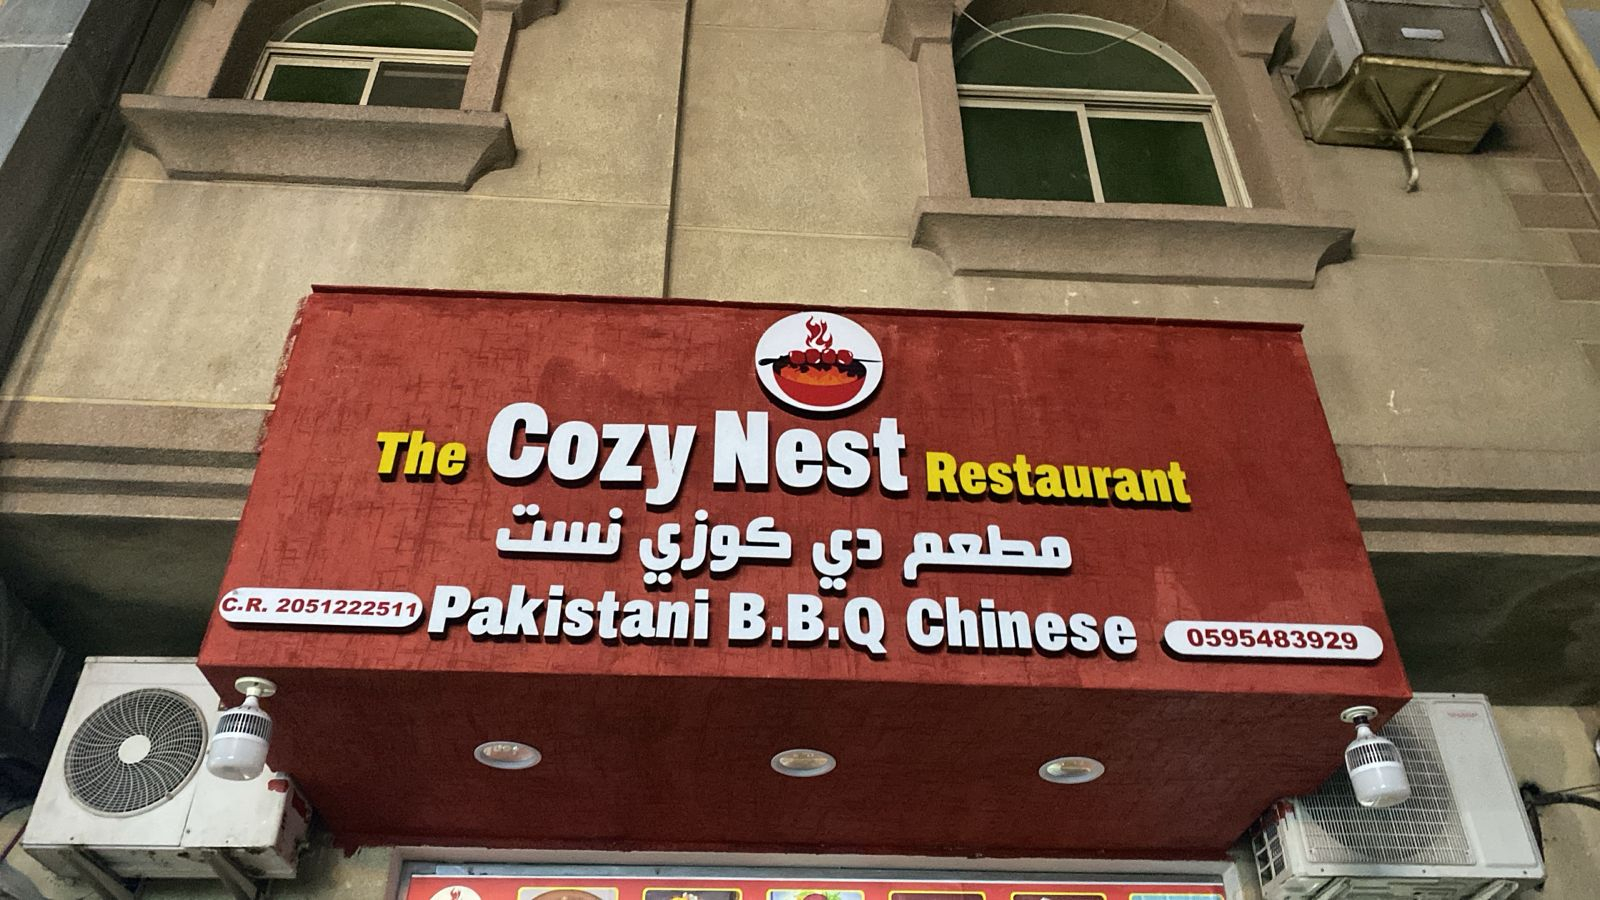 The Cozy Nest Restaurant
مطعم دي كوزي نست
C.R. 2051222511
Pakistani B.B.Q Chinese
0595483929